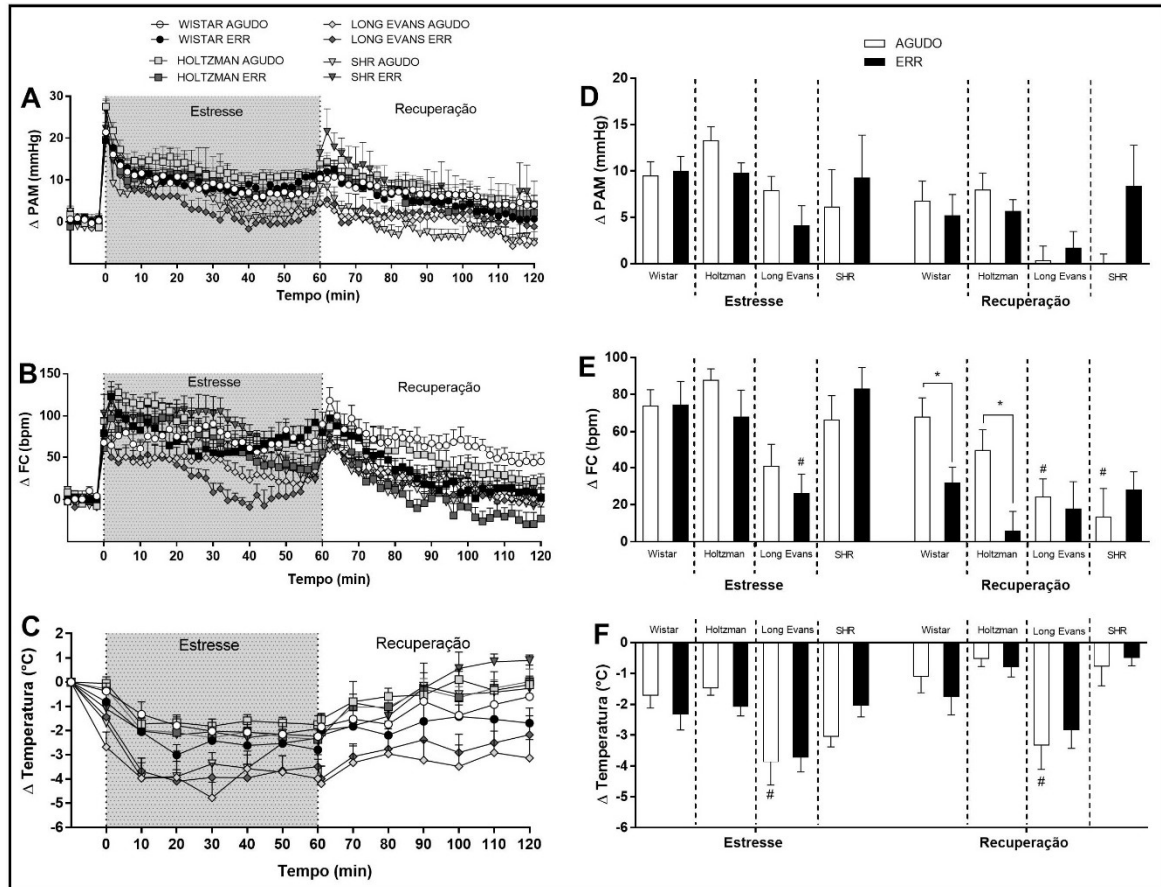 WISTAR AGUDO
WISTAR ERR
HOLTZMAN AGUDO
HOLTZMAN ERR
LONG EVANS AGUDO
LONG EVANS ERR
SHR AGUDO
SHR ERR
A
Δ PAM (mmHg)
30
20
10
0
Estresse
Recuperação
0 10 20 30 40 50 60 70 80 90 100 110 120
Tempo (min)
B
Δ FC (bpm)
150
100
50
0
-50
Estresse
Recuperação
0 10 20 30 40 50 60 70 80 90 100 110 120
Tempo (min)
C
Δ Temperatura (°C)
2
1
0
-1
-2
-3
-4
-5
-6
Estresse
Recuperação
0 10 20 30 40 50 60 70 80 90 100 110 120
Tempo (min)
AGUDO
ERR
D
Δ PAM (mmHg)
20
15
10
5
0
Wistar Holtzman Long Evans SHR Wistar Holtzman Long Evans SHR
Estresse Recuperação
E
Δ FC (bpm)
100
80
60
40
20
0
# * * # #
Wistar Holtzman Long Evans SHR Wistar Holtzman Long Evans SHR
Estresse Recuperação
F
Wistar Holtzman Long Evans SHR Wistar Holtzman Long Evans SHR
Δ Temperatura (°C)
0
-1
-2
-3
-4
-5
-6
# #
Estresse Recuperação